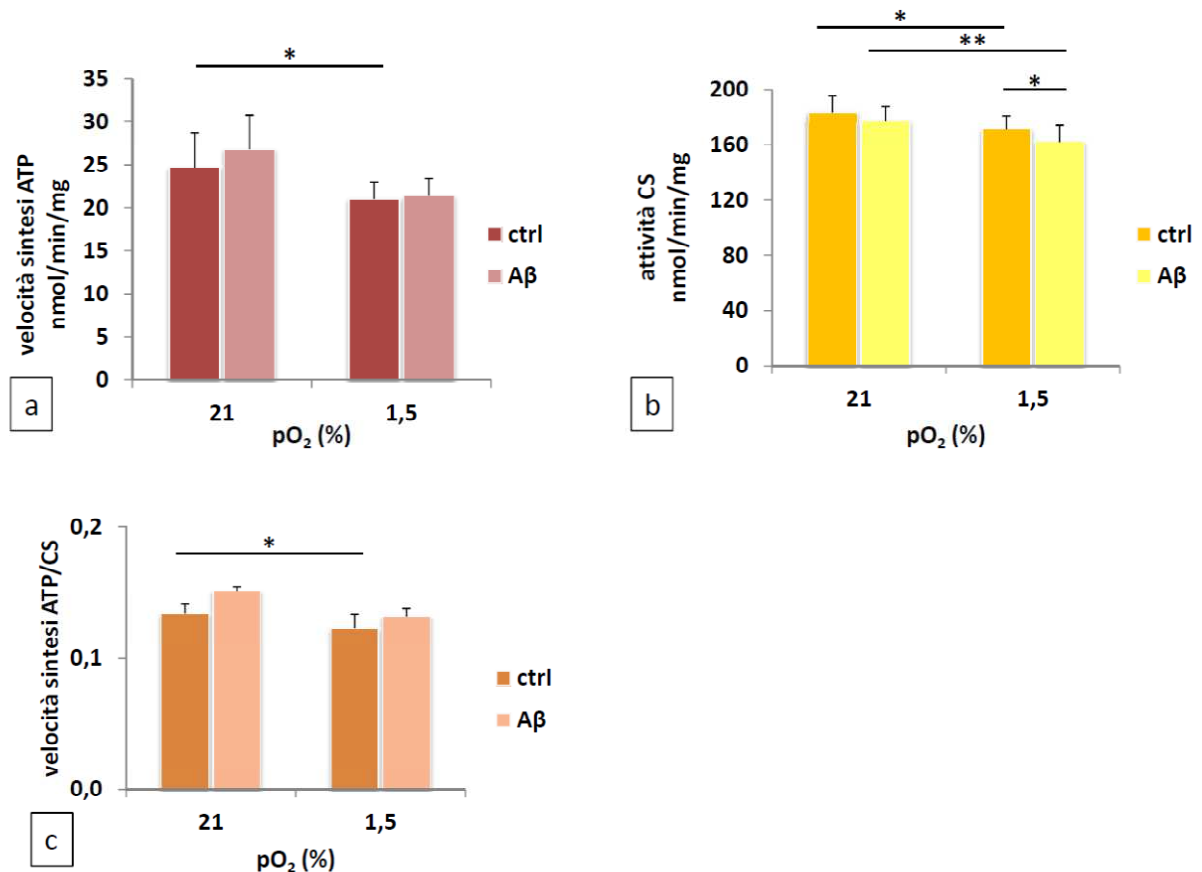 *
35
30
25
20
15
10
5
0
velocità sintesi ATP
nmol/min/mg
21
1,5
pO₂ (%)
ctrl
Aβ
a
*
**
*
200
160
120
80
40
0
attività CS
nmol/min/mg
21
1,5
pO₂ (%)
ctrl
Aβ
b
*
0,2
0,1
0,0
velocità sintesi ATP/CS
21
1,5
pO₂ (%)
ctrl
Aβ
c